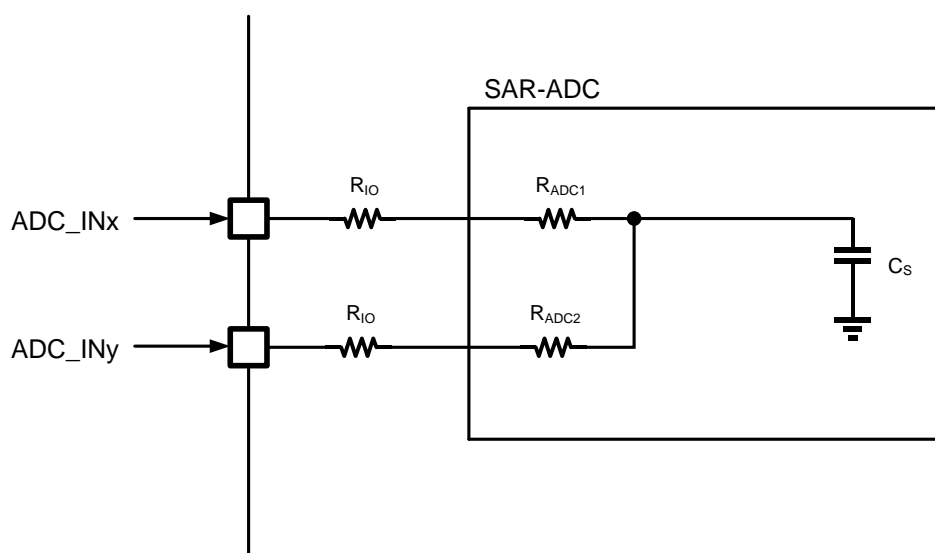 SAR-ADC
R_IO R_ADC1
ADC_INx
C_S
R_IO R_ADC2
ADC_INy